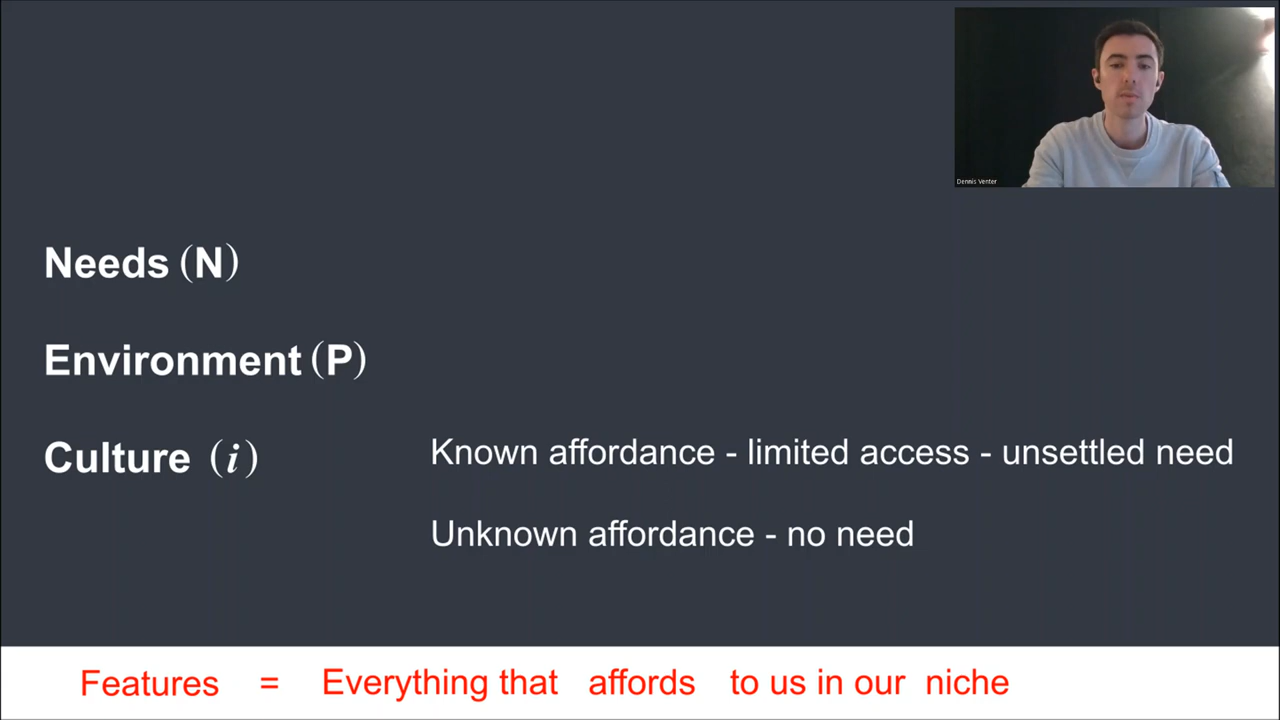 Dennis Venter
Needs (N)
Environment (P)
Culture (i)
Known affordance - limited access - unsettled need
Unknown affordance - no need
Features = Everything that affords to us in our niche